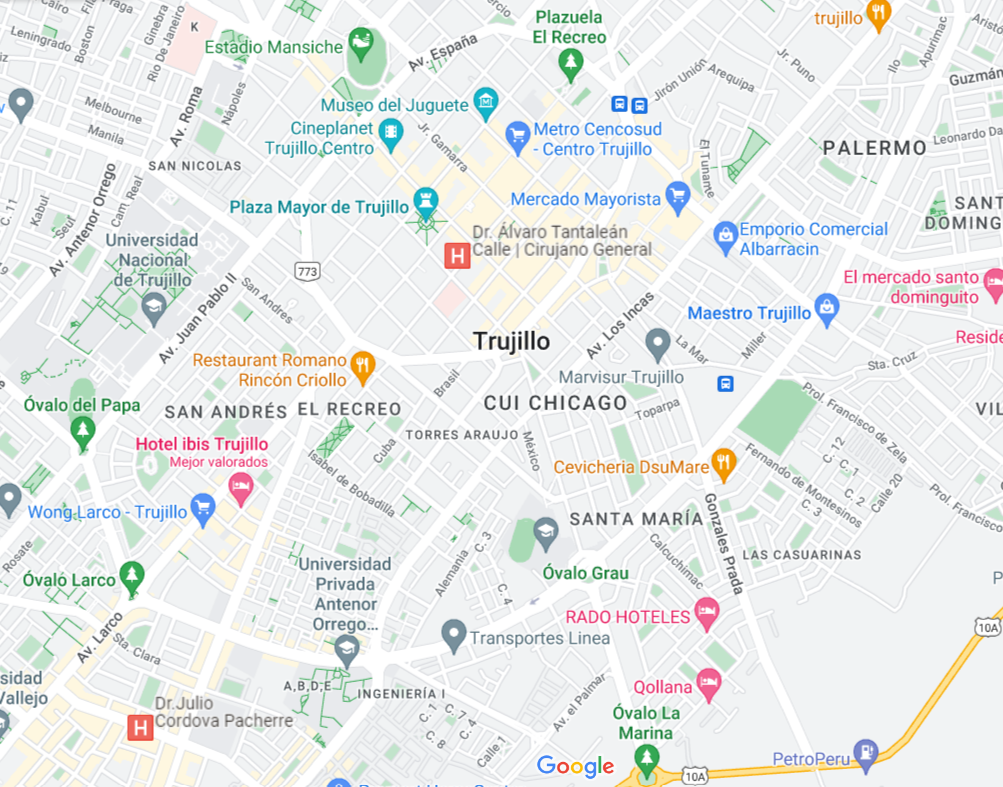 Leningrado
Boston
Ginebra
Río De Janeiro
K
Estadio Mansiche
Av. España
Plazuela
El Recreo
trujillo
Jr. Puno
Ilo
Apurimac
Guzmán
Jirón Unión
Arequipa
Melbourne
Manila
Av. Roma
Nápoles
Museo del Juguete
Cineplanet
Trujillo Centro
Jr. Gamarra
Metro Cencosud
- Centro Trujillo
El Tunante
PALERMO
Leonardo Da
SAN NICOLAS
C. 11
Kabul
Seul
Cam. Real
Av. Antenor Orrego
Plaza Mayor de Trujillo
Mercado Mayorista
SANT
DOMING
Dr. Álvaro Tantaleán
Calle | Cirujano General
H
Emporio Comercial
Albarracin
Universidad
Nacional
de Trujillo
773
San Andres
Av. Juan Pablo II
El mercado santo
dominguito
Maestro Trujillo
Av. Los Incas
Trujillo
La Mar
Miller
Reside
Restaurant Romano
Rincón Criollo
Brasil
Marvisur Trujillo
Sta. Cruz
Óvalo del Papa
SAN ANDRÉS
EL RECREO
CUI CHICAGO
Toparpa
Prol. Francisco de Zela
VIL
Hotel ibis Trujillo
Mejor valorados
TORRES ARAUJO
Cuba
México
Isabel de Bobadilla
Cevicheria DsuMare
Fernando de Montesinos
C. 12
C. 1
C. 2
C. 3
Calle 20
Prol. Francisco
Wong Larco - Trujillo
SANTA MARÍA
Gonzales Prada
Rosate
Alemania
C. 3
C. 4
Calcuchimac
LAS CASUARINAS
Óvalo Larco
Universidad
Privada
Antenor
Orrego...
Óvalo Grau
RADO HOTELES
10A
Av. Larco
Sta. Clara
Transportes Linea
sidad
Vallejo
A,B,D,E
INGENIERÍA I
Av. el Palmar
Qollana
Dr.Julio
Cordova Pacherre
H
C. 1
C. 7 4
C. 8
Calle 1
Óvalo La
Marina
Google
10A
PetroPeru